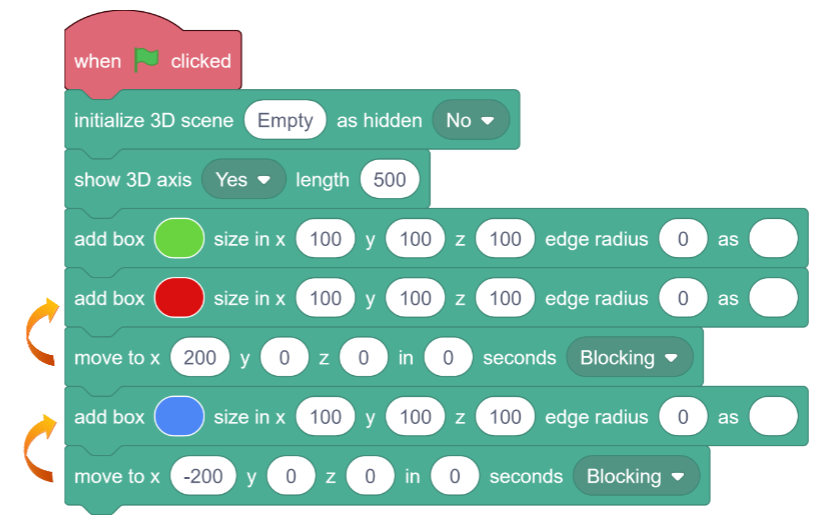 when clicked
initialize 3D scene Empty as hidden No
show 3D axis Yes length 500
add box size in x 100 y 100 z 100 edge radius 0 as
add box size in x 100 y 100 z 100 edge radius 0 as
move to x 200 y 0 z 0 in 0 seconds Blocking
add box size in x 100 y 100 z 100 edge radius 0 as
move to x -200 y 0 z 0 in 0 seconds Blocking